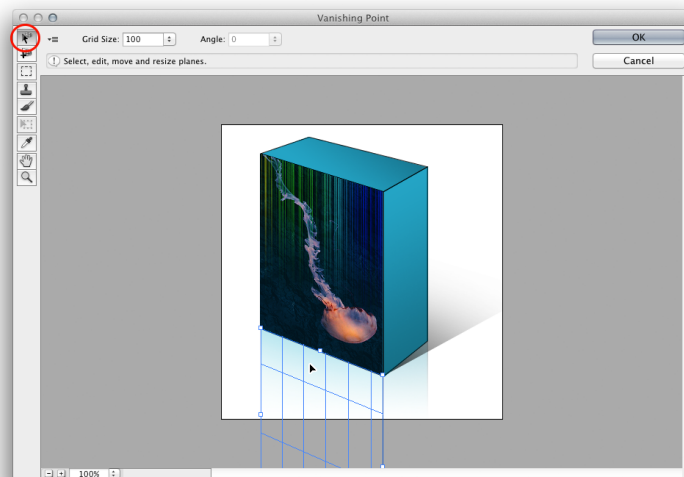 Vanishing Point
Grid Size: 100 Angle: 0 OK
Select, edit, move and resize planes. Cancel
100%